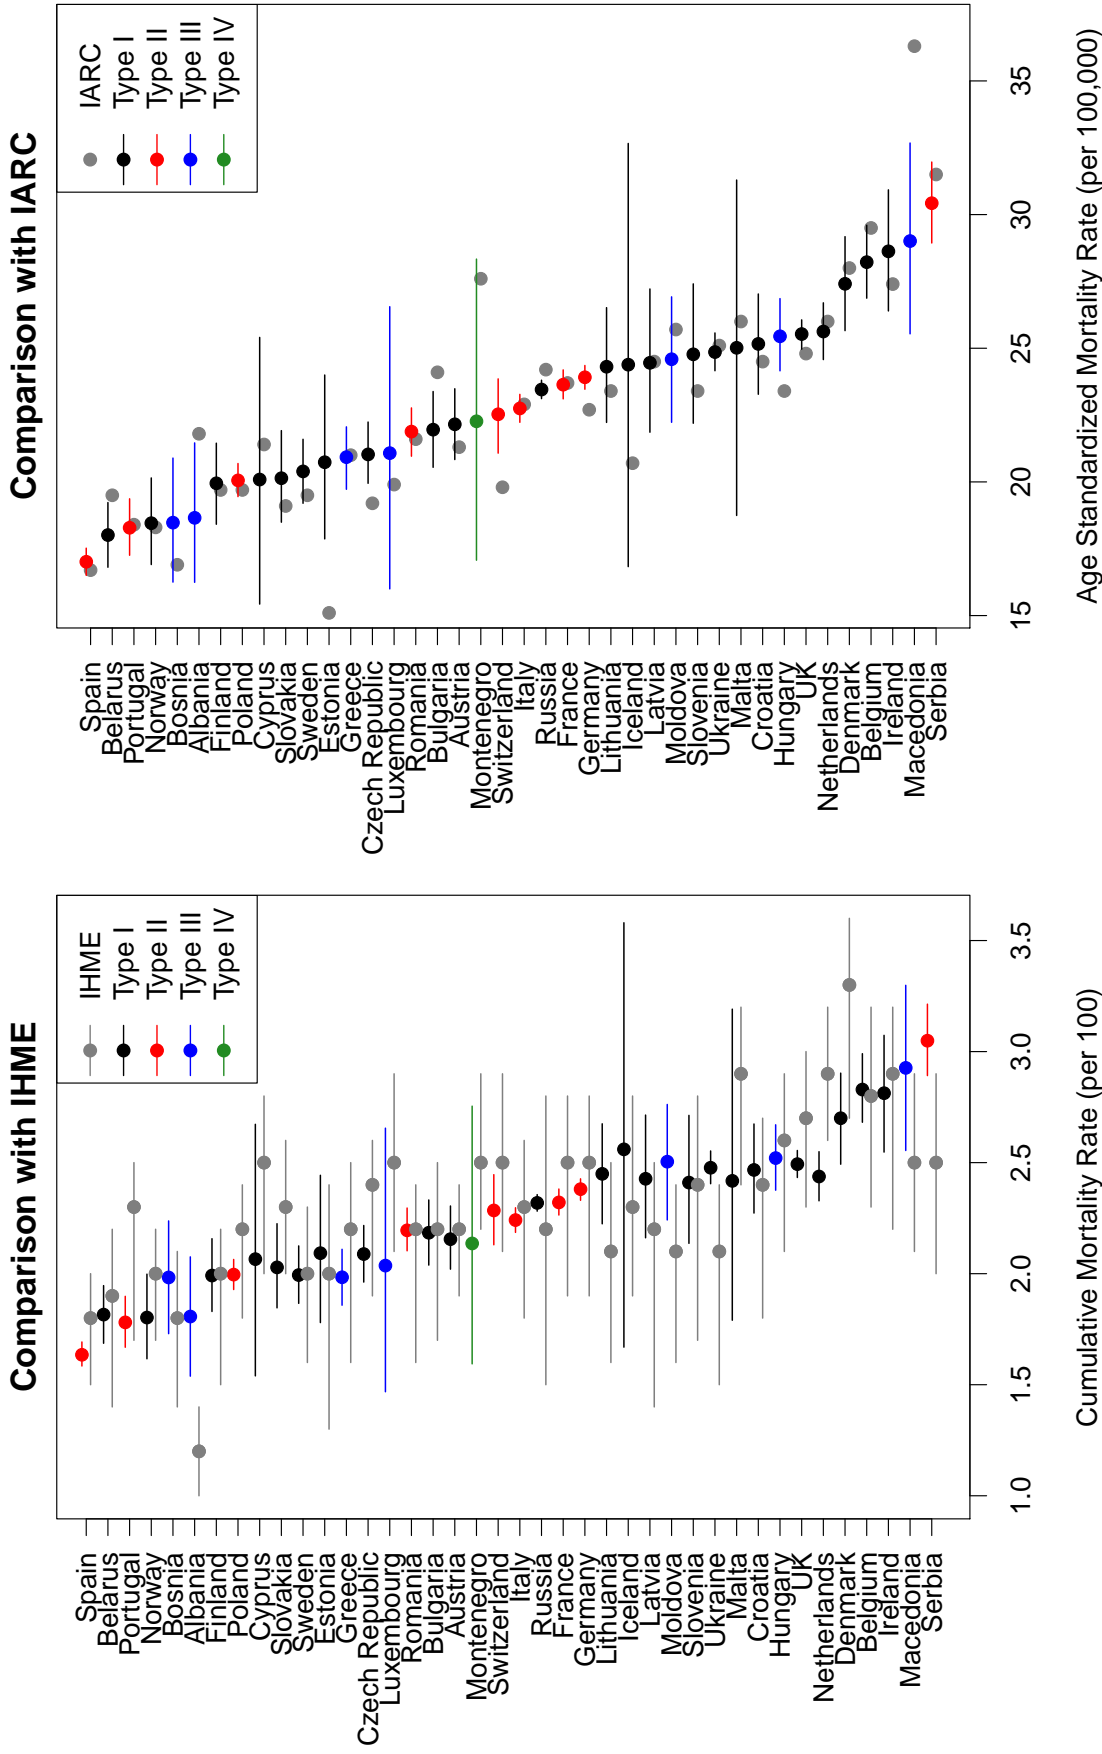 Comparison with IHME
IHME
Type I
Type II
Type III
Type IV
Spain
Belarus
Portugal
Norway
Bosnia
Albania
Finland
Poland
Cyprus
Slovakia
Sweden
Estonia
Greece
Czech Republic
Luxembourg
Romania
Bulgaria
Austria
Montenegro
Switzerland
Italy
Russia
France
Germany
Lithuania
Iceland
Latvia
Moldova
Slovenia
Ukraine
Malta
Croatia
Hungary
UK
Netherlands
Denmark
Belgium
Ireland
Macedonia
Serbia
1.0 1.5 2.0 2.5 3.0 3.5
Cumulative Mortality Rate (per 100)
Comparison with IARC
IARC
Type I
Type II
Type III
Type IV
Spain
Belarus
Portugal
Norway
Bosnia
Albania
Finland
Poland
Cyprus
Slovakia
Sweden
Estonia
Greece
Czech Republic
Luxembourg
Romania
Bulgaria
Austria
Montenegro
Switzerland
Italy
Russia
France
Germany
Lithuania
Iceland
Latvia
Moldova
Slovenia
Ukraine
Malta
Croatia
Hungary
UK
Netherlands
Denmark
Belgium
Ireland
Macedonia
Serbia
15 20 25 30 35
Age Standardized Mortality Rate (per 100,000)